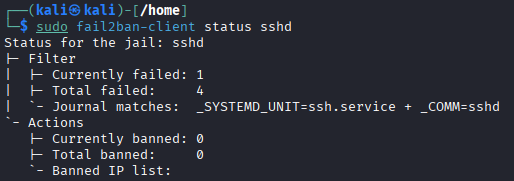 ┌──(kali㉿kali)-[/home]
└─$ sudo fail2ban-client status sshd
Status for the jail: sshd
|- Filter
|  |- Currently failed: 1
|  |- Total failed:     4
|  `- Journal matches:  _SYSTEMD_UNIT=ssh.service + _COMM=sshd
`- Actions
   |- Currently banned: 0
   |- Total banned:     0
   `- Banned IP list: